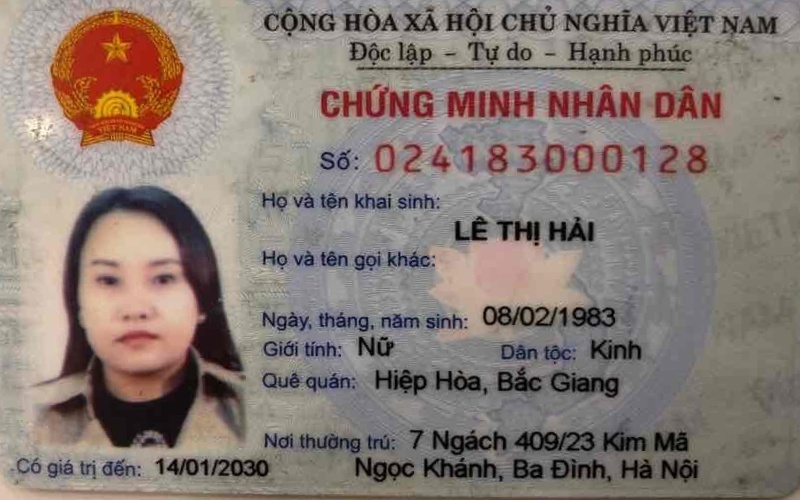 CỘNG HÒA XÃ HỘI CHỦ NGHĨA VIỆT NAM
Độc lập - Tự do - Hạnh phúc
CHỨNG MINH NHÂN DÂN
Số: 024183000128
Họ và tên khai sinh:
LÊ THỊ HẢI
Họ và tên gọi khác:
Ngày, tháng, năm sinh: 08/02/1983
Giới tính: Nữ Dân tộc: Kinh
Quê quán: Hiệp Hòa, Bắc Giang
Nơi thường trú: 7 Ngách 409/23 Kim Mã
Ngọc Khánh, Ba Đình, Hà Nội
Có giá trị đến: 14/01/2030
VIỆT NAM